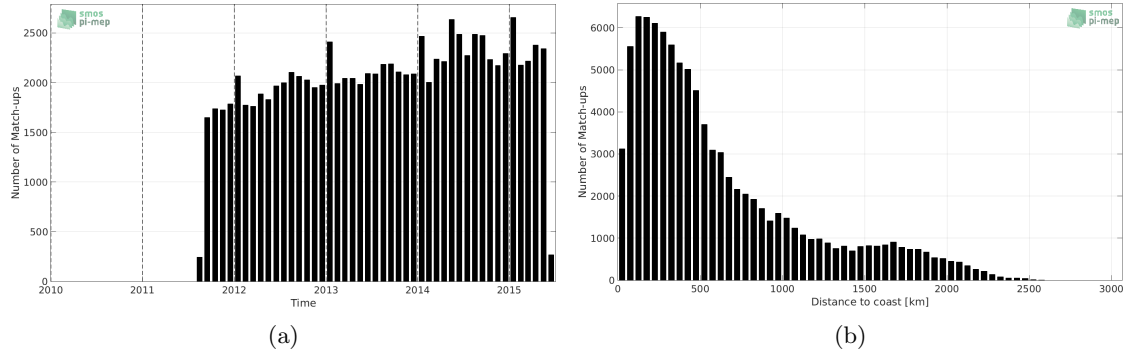 smos
pi-mep
Number of Match-ups
2500
2000
1500
1000
500
0
2010
2011
2012
2013
2014
2015
Time
(a)
smos
pi-mep
Number of Match-ups
6000
5000
4000
3000
2000
1000
0
0
500
1000
1500
2000
2500
3000
Distance to coast [km]
(b)